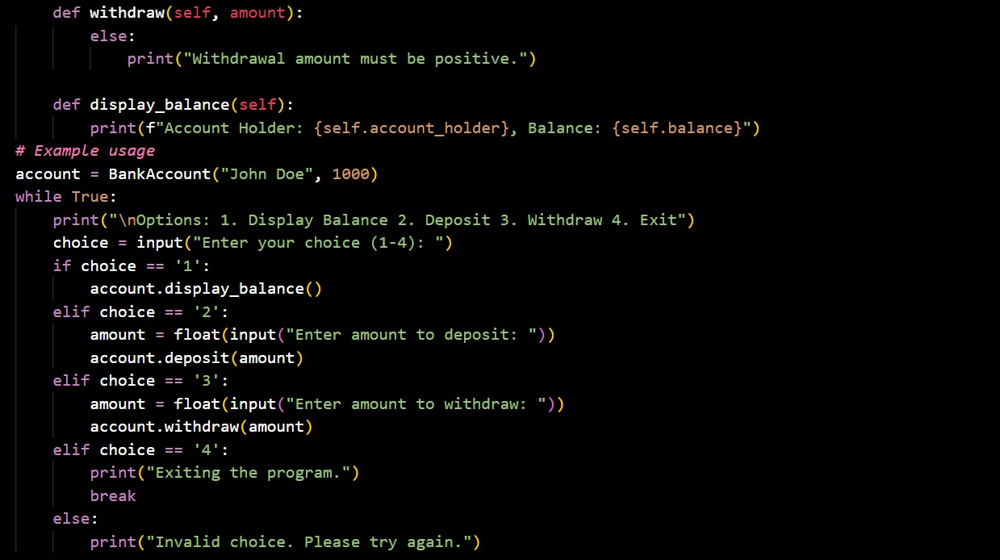 def withdraw(self, amount):
        else:
            print("Withdrawal amount must be positive.")

    def display_balance(self):
        print(f"Account Holder: {self.account_holder}, Balance: {self.balance}")
# Example usage
account = BankAccount("John Doe", 1000)
while True:
    print("\nOptions: 1. Display Balance 2. Deposit 3. Withdraw 4. Exit")
    choice = input("Enter your choice (1-4): ")
    if choice == '1':
        account.display_balance()
    elif choice == '2':
        amount = float(input("Enter amount to deposit: "))
        account.deposit(amount)
    elif choice == '3':
        amount = float(input("Enter amount to withdraw: "))
        account.withdraw(amount)
    elif choice == '4':
        print("Exiting the program.")
        break
    else:
        print("Invalid choice. Please try again.")